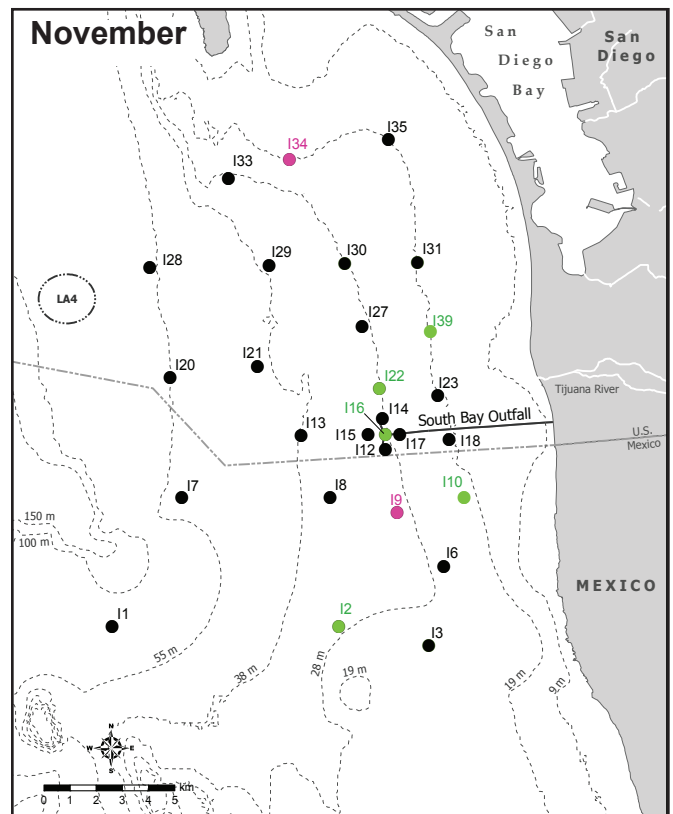 November
San
Diego
Bay
San
Diego
I35
I34
I33
I28
I29
I30
I31
LA4
I27
I39
I20
I21
I22
I23
Tijuana River
I16
I14
South Bay Outfall
I13
I15
I17
I18
U.S.
Mexico
I12
I7
I8
I10
I9
150 m
100 m
I6
MEXICO
I1
I2
I3
55 m
38 m
28 m
19 m
19 m
9 m
N
W
E
S
km
0 1 2 3 4 5